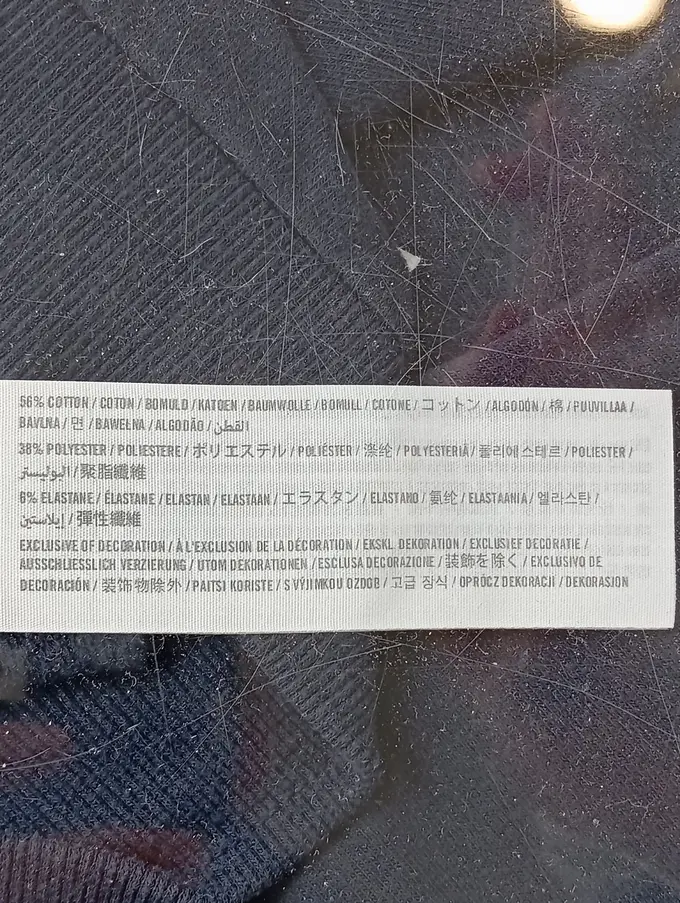 56% COTTON / COTON / BOMULD / KATOEN / BAUMWOLLE / BOMULL / COTONE / コットン / ALGODÓN / 棉 / PUUVILLAA /
BAVLNA / 면 / BAWEŁNA / ALGODÃO / القطن
38% POLYESTER / POLIESTERE / ポリエステル / POLIÉSTER / 涤纶 / POLYESTERIÄ / 폴리에스테르 / POLIESTER /
البوليستر / 聚脂纖維
6% ELASTANE / ÉLASTANE / ELASTAN / ELASTAAN / エラスタン / ELASTANO / 氨纶 / ELASTAANIA / 엘라스탄 /
إيلاستين / 彈性纖維
EXCLUSIVE OF DECORATION / À L'EXCLUSION DE LA DÉCORATION / EKSKL. DEKORATION / EXCLUSIEF DECORATIE /
AUSSCHLIESSLICH VERZIERUNG / UTOM DEKORATIONEN / ESCLUSA DECORAZIONE / 装飾を除く / EXCLUSIVO DE
DECORACIÓN / 装饰物除外 / PAITSI KORISTE / S VÝJIMKOU OZDOB / 고급 장식 / OPRÓCZ DEKORACJI / DEKORASJON